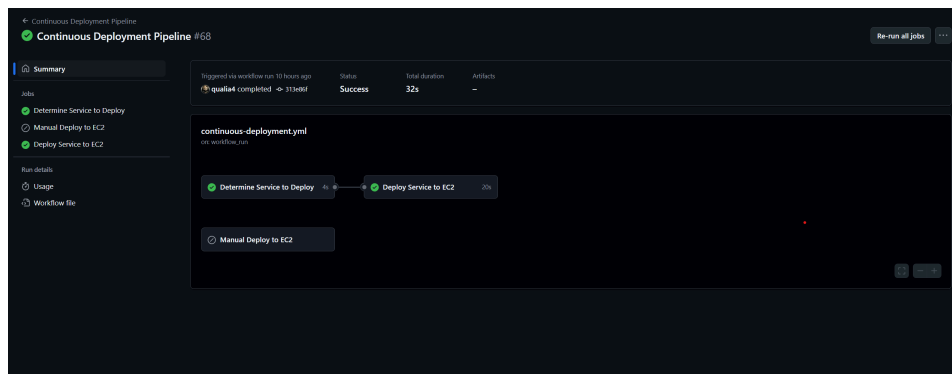 ← Continuous Deployment Pipeline
Continuous Deployment Pipeline #68
Re-run all jobs
Summary
Jobs
Determine Service to Deploy
Manual Deploy to EC2
Deploy Service to EC2
Run details
Usage
Workflow file
Triggered via workflow run 10 hours ago
qualia4 completed 313e86f
Status
Success
Total duration
32s
Artifacts
–
continuous-deployment.yml
on: workflow_run
Determine Service to Deploy 4s
Deploy Service to EC2 20s
Manual Deploy to EC2